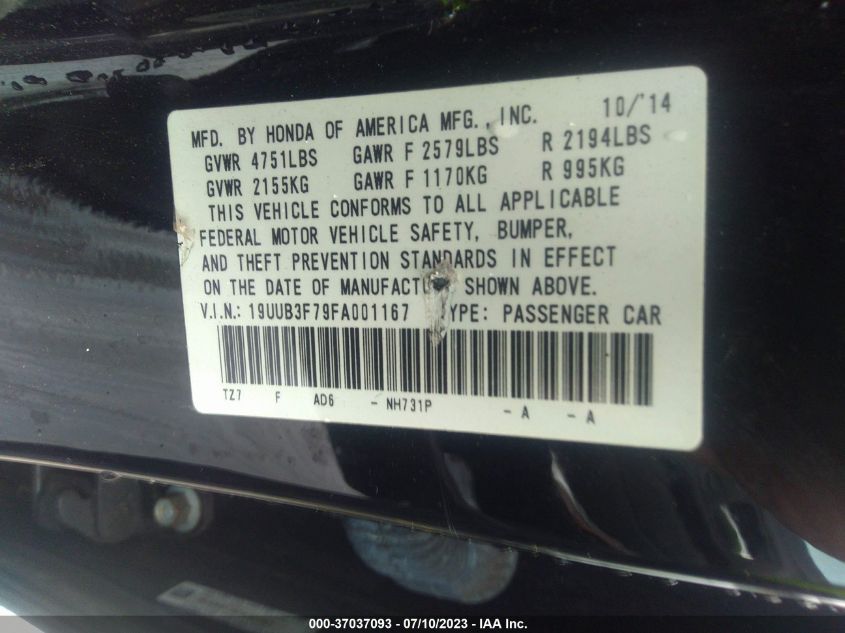 MFD. BY HONDA OF AMERICA MFG., INC. 10/'14
GVWR 4751LBS GAWR F 2579LBS R 2194LBS
GVWR 2155KG GAWR F 1170KG R 995KG
THIS VEHICLE CONFORMS TO ALL APPLICABLE
FEDERAL MOTOR VEHICLE SAFETY, BUMPER,
AND THEFT PREVENTION STANDARDS IN EFFECT
ON THE DATE OF MANUFACTU SHOWN ABOVE.
V.I.N.: 19UUB3F79FA001167 YPE: PASSENGER CAR
TZ7 F AD6 - NH731P - A - A
000-37037093 - 07/10/2023 - IAA Inc.